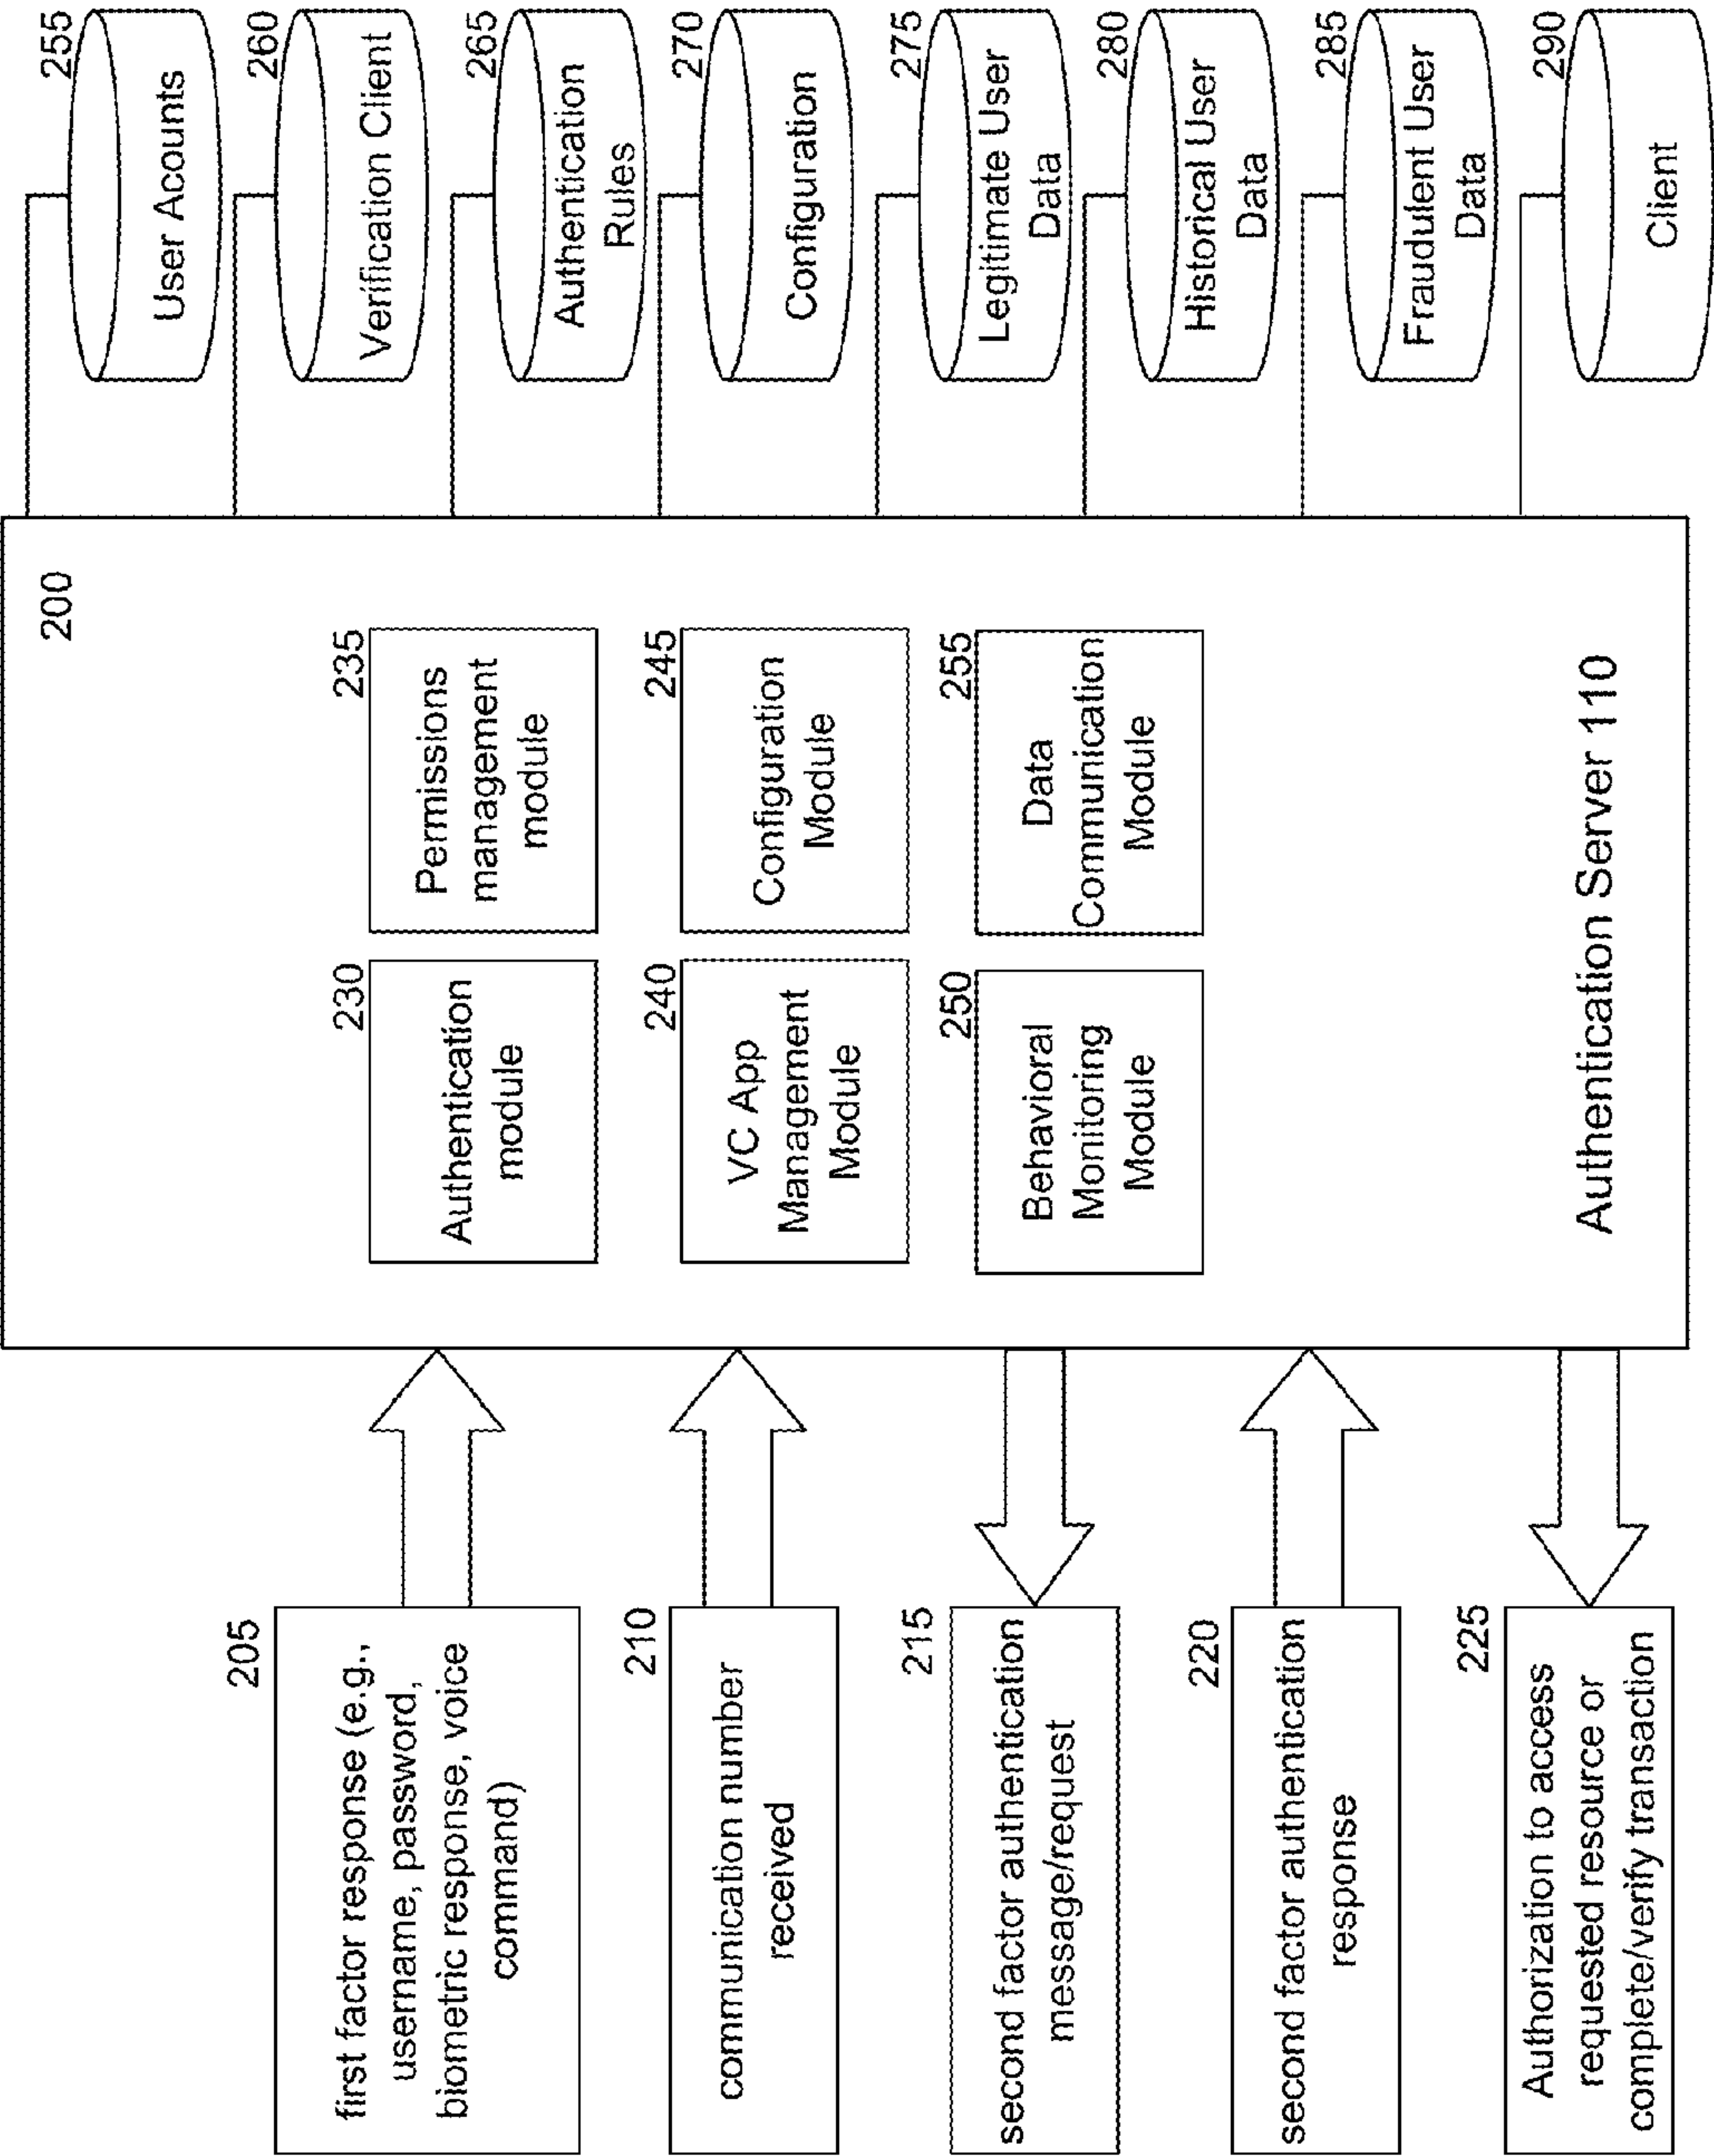 205
first factor response (e.g.,
username, password,
biometric response, voice
command)
210
communication number
received
215
second factor authentication
message/request
220
second factor authentication
response
225
Authorization to access
requested resource or
complete/verify transaction
200
230
Authentication
module
235
Permissions
management
module
240
VC App
Management
Module
245
Configuration
Module
250
Behavioral
Monitoring
Module
255
Data
Communication
Module
Authentication Server 110
255
User Acounts
260
Verification Client
265
Authentication
Rules
270
Configuration
275
Legitimate User
Data
280
Historical User
Data
285
Fraudulent User
Data
290
Client